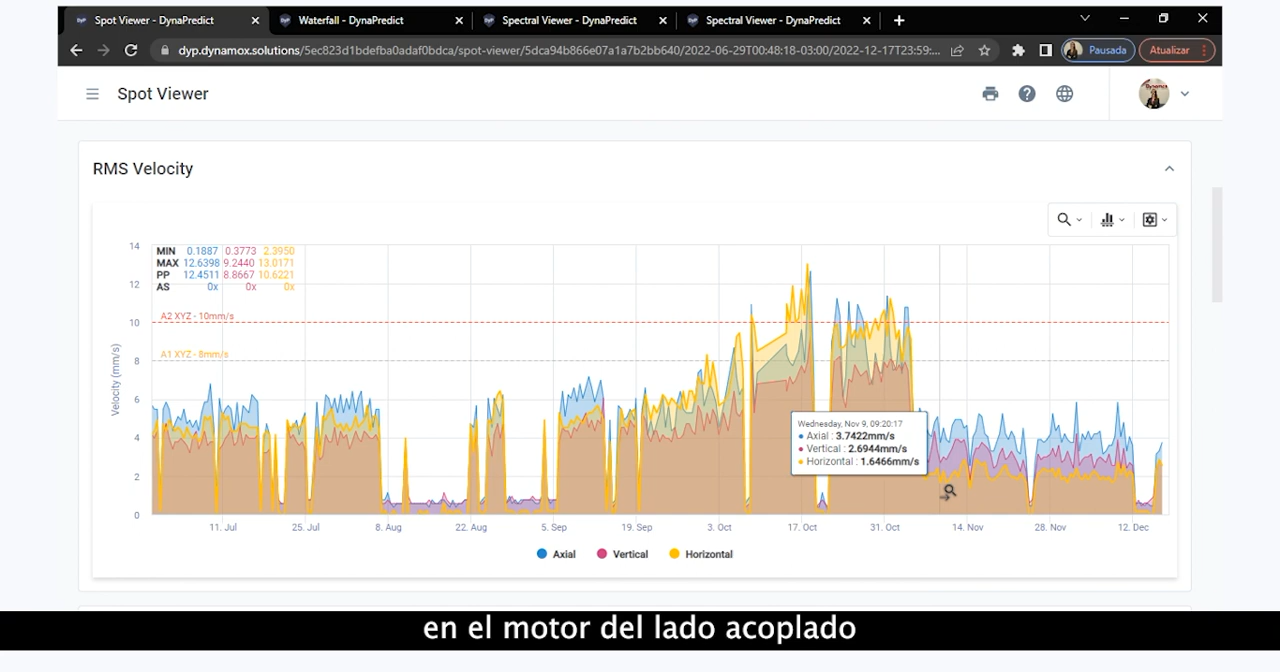 Spot Viewer - DynaPredict
Waterfall - DynaPredict
Spectral Viewer - DynaPredict
Spectral Viewer - DynaPredict
dyp.dynamox.solutions/5ec823d1bdefba0adaf0bdca/spot-viewer/5dca94b866e07a1a7b2bb640/2022-06-29T00:48:18-03:00/2022-12-17T23:59:...
Pausada
Atualizar
Spot Viewer
RMS Velocity
MIN 0.1887 0.3773 2.3950
MAX 12.6398 9.2440 13.0171
PP 12.4511 8.8667 10.6221
AS 0x 0x 0x
A2 XYZ - 10mm/s
A1 XYZ - 8mm/s
Velocity (mm/s)
14
12
10
8
6
4
2
0
Wednesday, Nov 9, 09:20:17
Axial : 3.7422mm/s
Vertical : 2.6944mm/s
Horizontal : 1.6466mm/s
11. Jul 25. Jul 8. Aug 22. Aug 5. Sep 19. Sep 3. Oct 17. Oct 31. Oct 14. Nov 28. Nov 12. Dec
Axial Vertical Horizontal
en el motor del lado acoplado